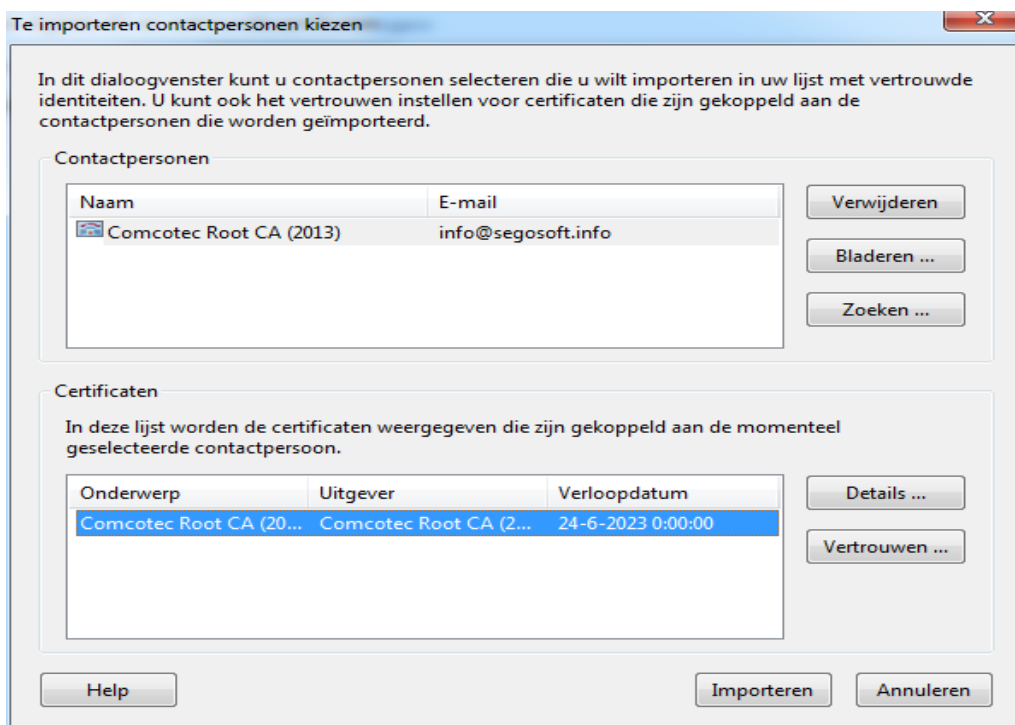 Te importeren contactpersonen kiezen
In dit dialoogvenster kunt u contactpersonen selecteren die u wilt importeren in uw lijst met vertrouwde
identiteiten. U kunt ook het vertrouwen instellen voor certificaten die zijn gekoppeld aan de
contactpersonen die worden geïmporteerd.
Contactpersonen
Naam E-mail
Comcotec Root CA (2013) info@segosoft.info
Verwijderen
Bladeren ...
Zoeken ...
Certificaten
In deze lijst worden de certificaten weergegeven die zijn gekoppeld aan de momenteel
geselecteerde contactpersoon.
Onderwerp Uitgever Verloopdatum
Comcotec Root CA (20... Comcotec Root CA (2... 24-6-2023 0:00:00
Details ...
Vertrouwen ...
Help Importeren Annuleren